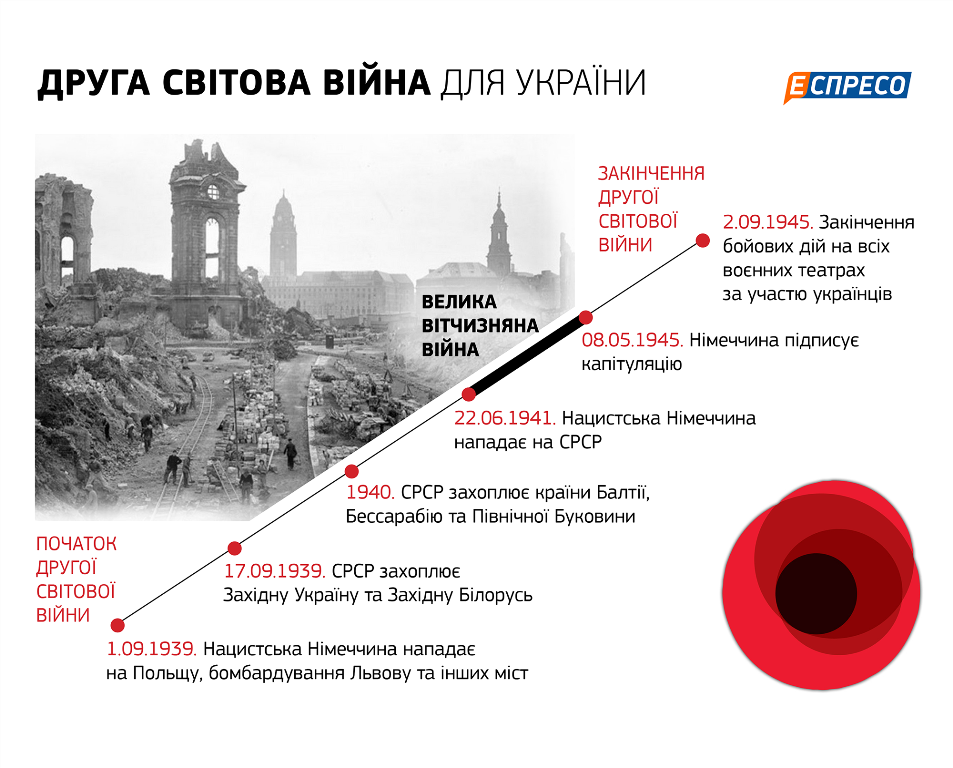 ДРУГА СВІТОВА ВІЙНА ДЛЯ УКРАЇНИ
ЕСПРЕСО
ЗАКІНЧЕННЯ
ДРУГОЇ
СВІТОВОЇ
ВІЙНИ
2.09.1945. Закінчення
бойових дій на всіх
воєнних театрах
за участю українців
ВЕЛИКА
ВІТЧИЗНЯНА
ВІЙНА
08.05.1945. Німеччина підписує
капітуляцію
22.06.1941. Нацистська Німеччина
нападає на СРСР
1940. СРСР захоплює країни Балтії,
Бессарабію та Північної Буковини
17.09.1939. СРСР захоплює
Західну Україну та Західну Білорусь
ПОЧАТОК
ДРУГОЇ
СВІТОВОЇ
ВІЙНИ
1.09.1939. Нацистська Німеччина нападає
на Польщу, бомбардування Львову та інших міст